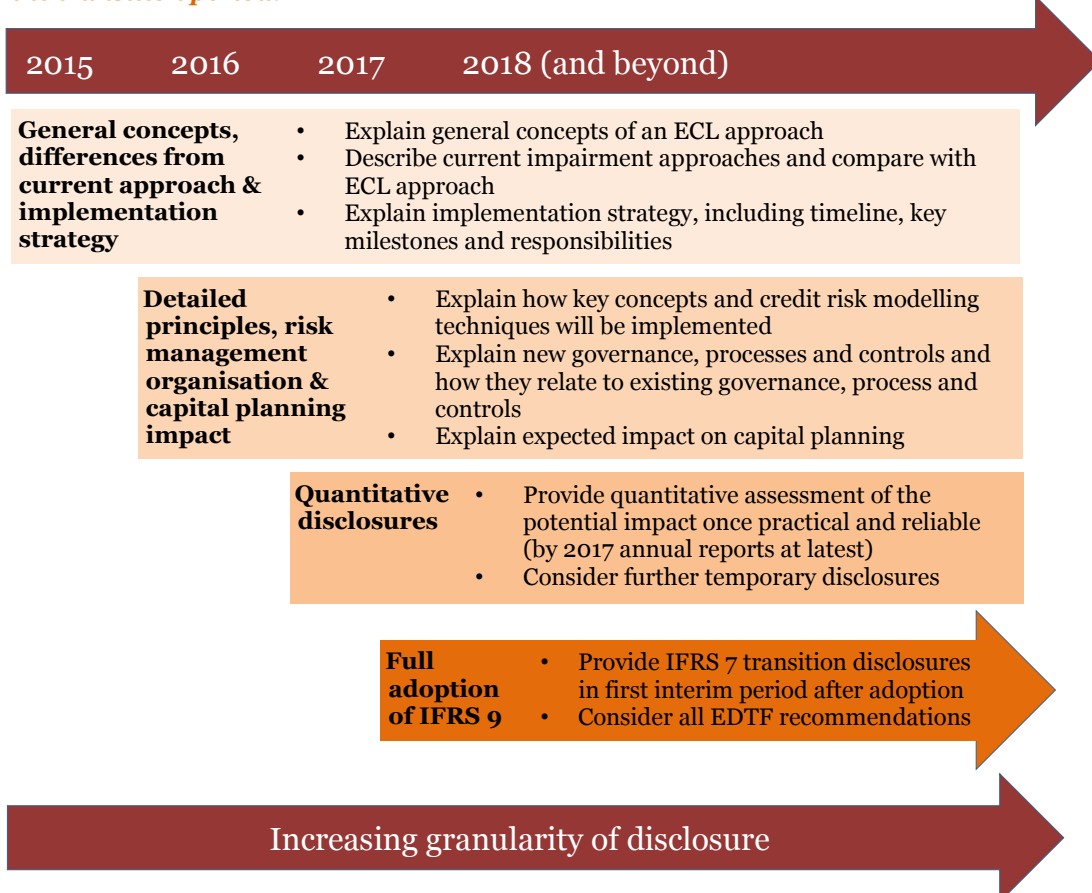 2015 2016 2017 2018 (and beyond)
General concepts,
differences from
current approach &
implementation
strategy
• Explain general concepts of an ECL approach
• Describe current impairment approaches and compare with
ECL approach
• Explain implementation strategy, including timeline, key
milestones and responsibilities
Detailed
principles, risk
management
organisation &
capital planning
impact
• Explain how key concepts and credit risk modelling
techniques will be implemented
• Explain new governance, processes and controls and
how they relate to existing governance, process and
controls
• Explain expected impact on capital planning
Quantitative
disclosures
• Provide quantitative assessment of the
potential impact once practical and reliable
(by 2017 annual reports at latest)
• Consider further temporary disclosures
Full
adoption
of IFRS 9
• Provide IFRS 7 transition disclosures
in first interim period after adoption
• Consider all EDTF recommendations
Increasing granularity of disclosure